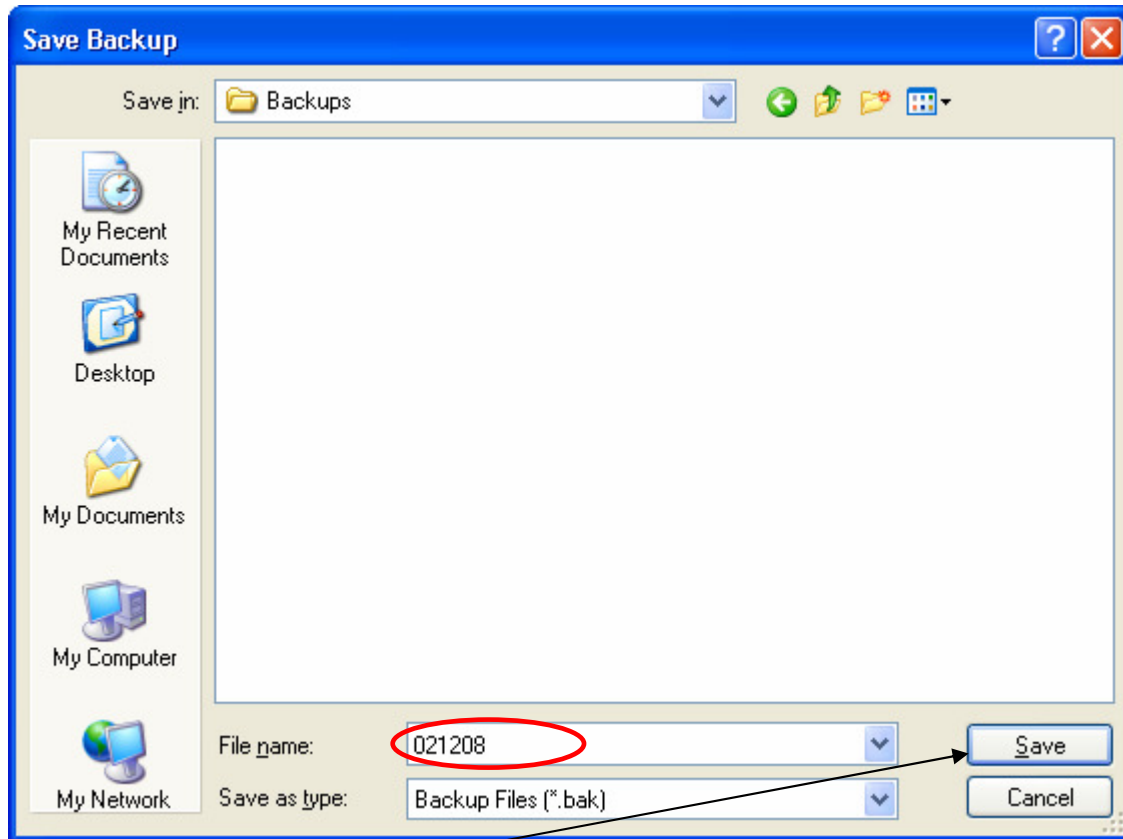 Save Backup
Save in: Backups
My Recent
Documents
Desktop
My Documents
My Computer
My Network
File name: 021208 Save
Save as type: Backup Files (*.bak) Cancel